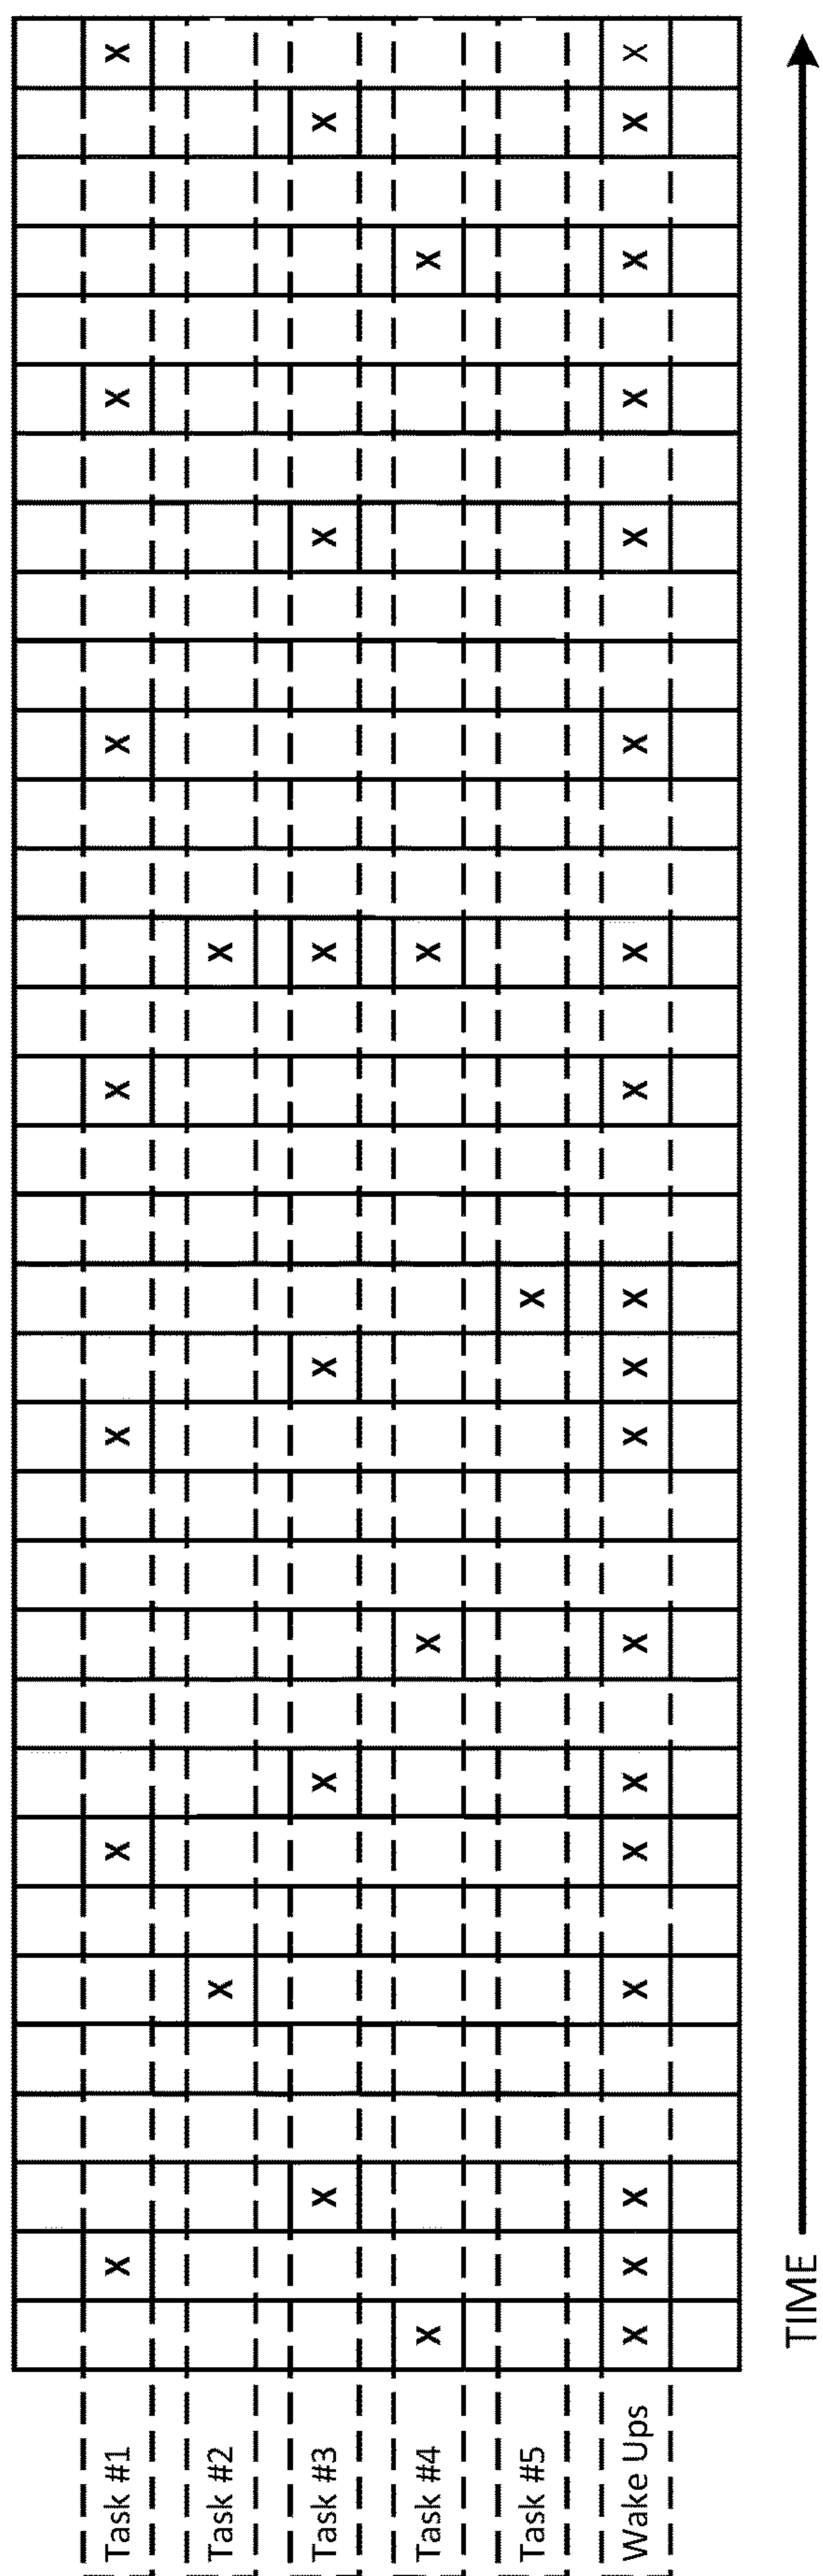 Task #1 X X X X X X X
Task #2 X X
Task #3 X X X X X X
Task #4 X X X X
Task #5 X
Wake Ups X X X X X X X X X X X X X X X X X X
TIME